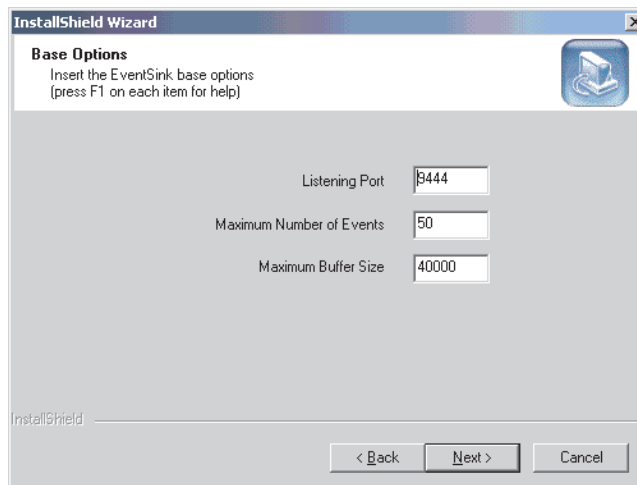 InstallShield Wizard
Base Options
Insert the EventSink base options
(press F1 on each item for help)
Listening Port 9444
Maximum Number of Events 50
Maximum Buffer Size 40000
InstallShield
< Back Next > Cancel